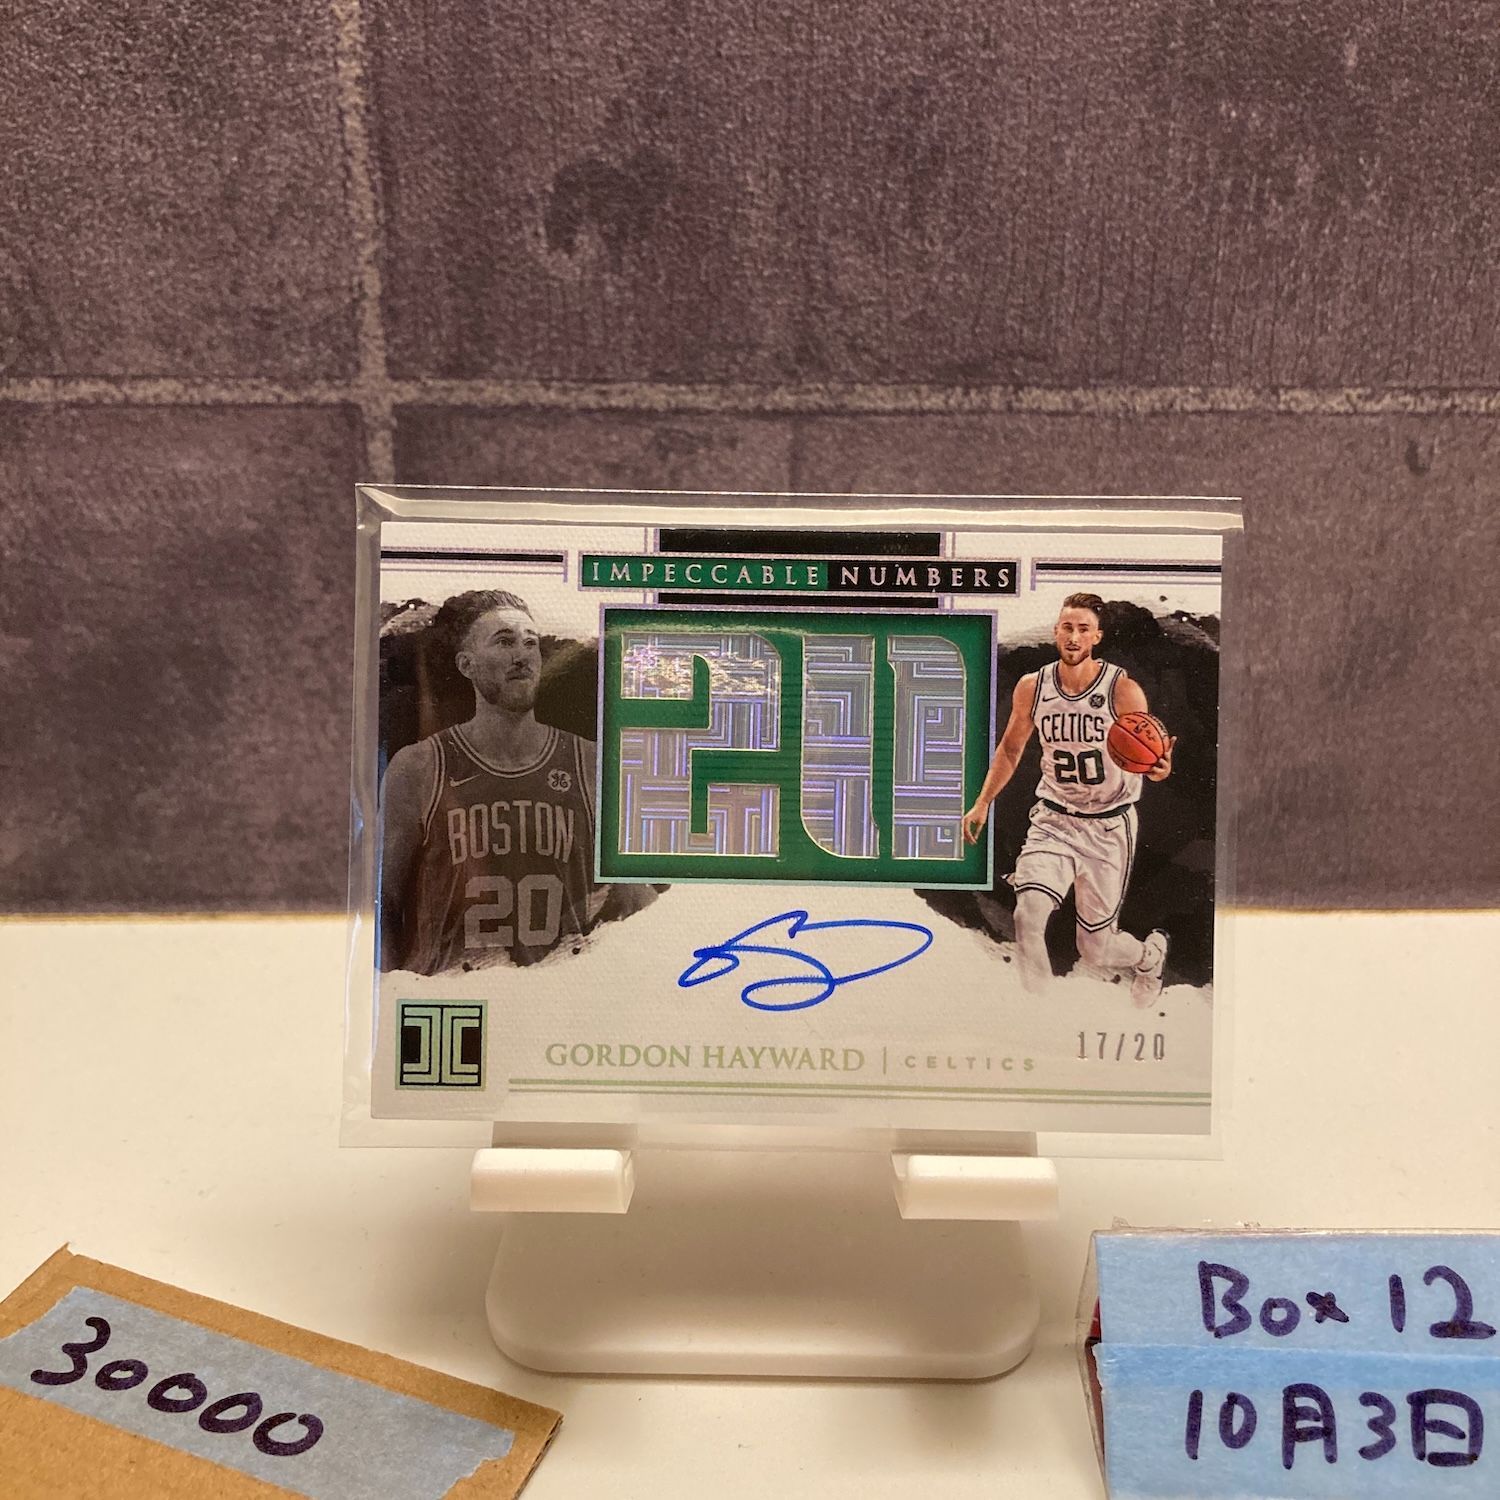 IMPECCABLE NUMBERS
20
BOSTON
20
CELTICS
20
GORDON HAYWARD | CELTICS
17/20
30000
Box 12
10月3日